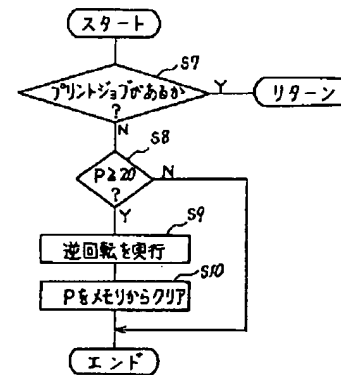 スタート
S7
プリントジョブがあるか
?
Y
リターン
N
S8
P≧20
?
N
Y
S9
逆回転を実行
S10
Pをメモリからクリア
エンド